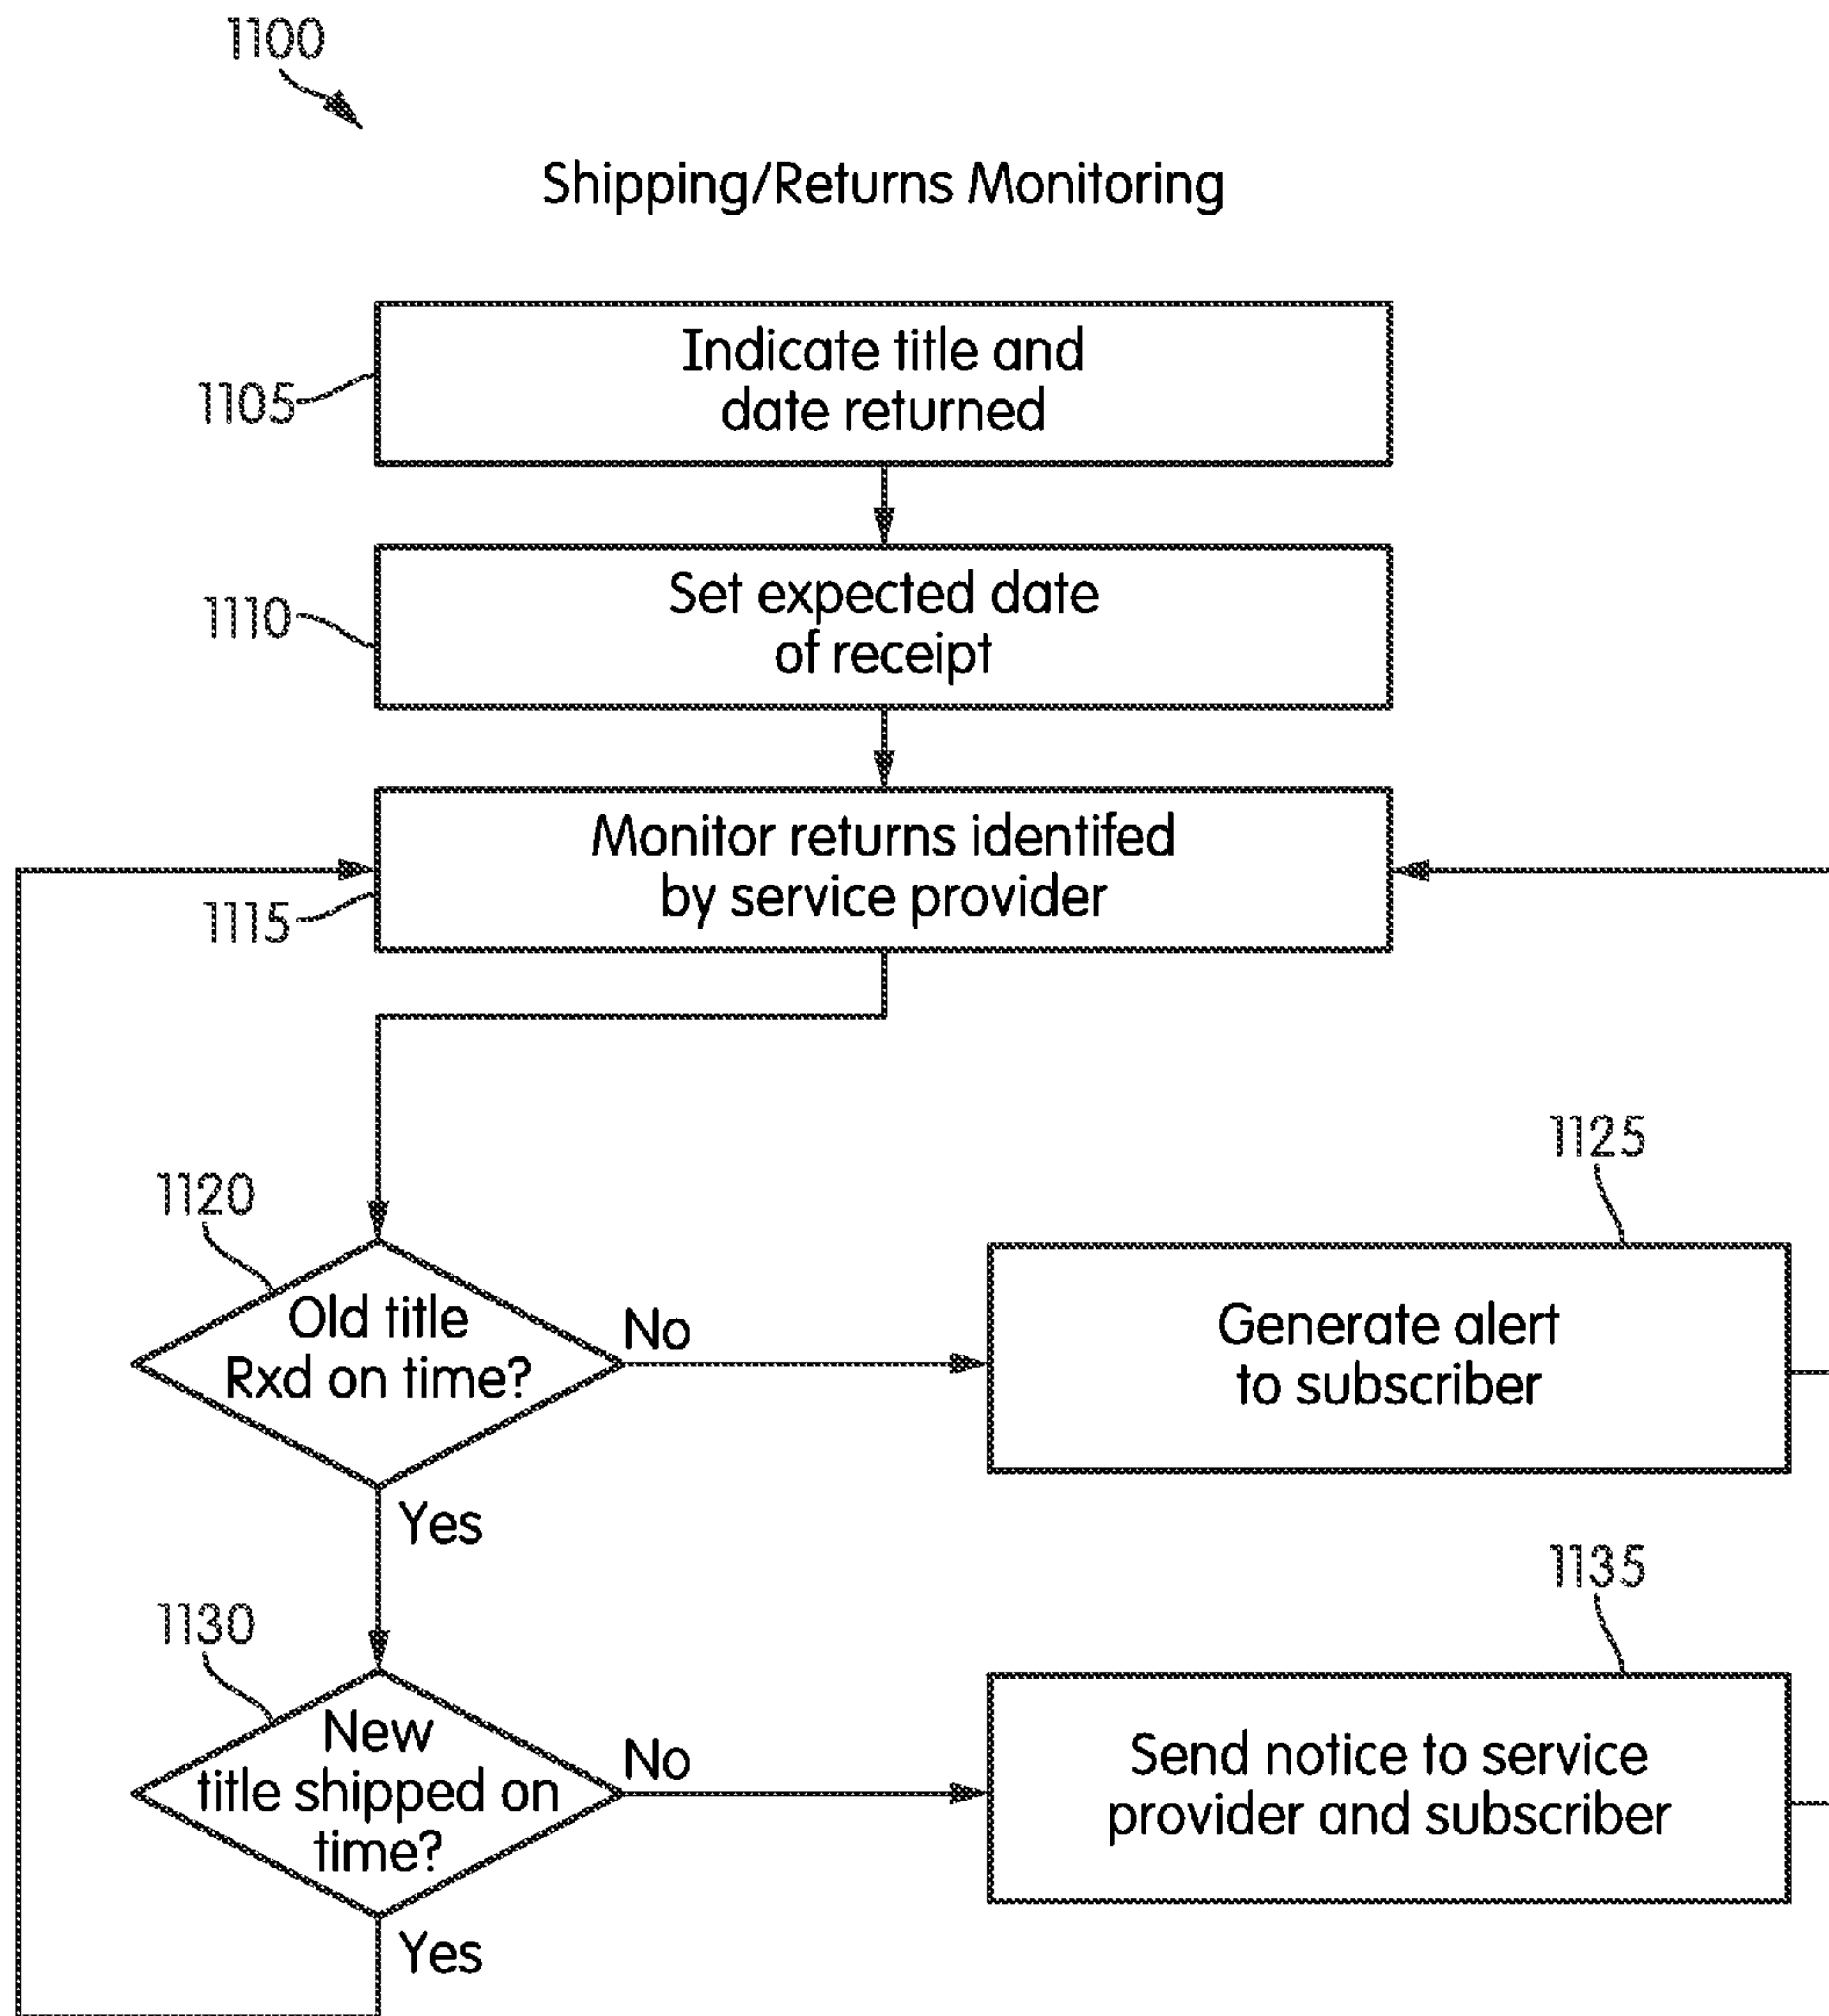 1100
Shipping/Returns Monitoring
Indicate title and
date returned
1105
Set expected date
of receipt
1110
Monitor returns identifed
by service provider
1115
1125
1120
Old title
Rxd on time?
No
Generate alert
to subscriber
Yes
1135
1130
New
title shipped on
time?
No
Send notice to service
provider and subscriber
Yes